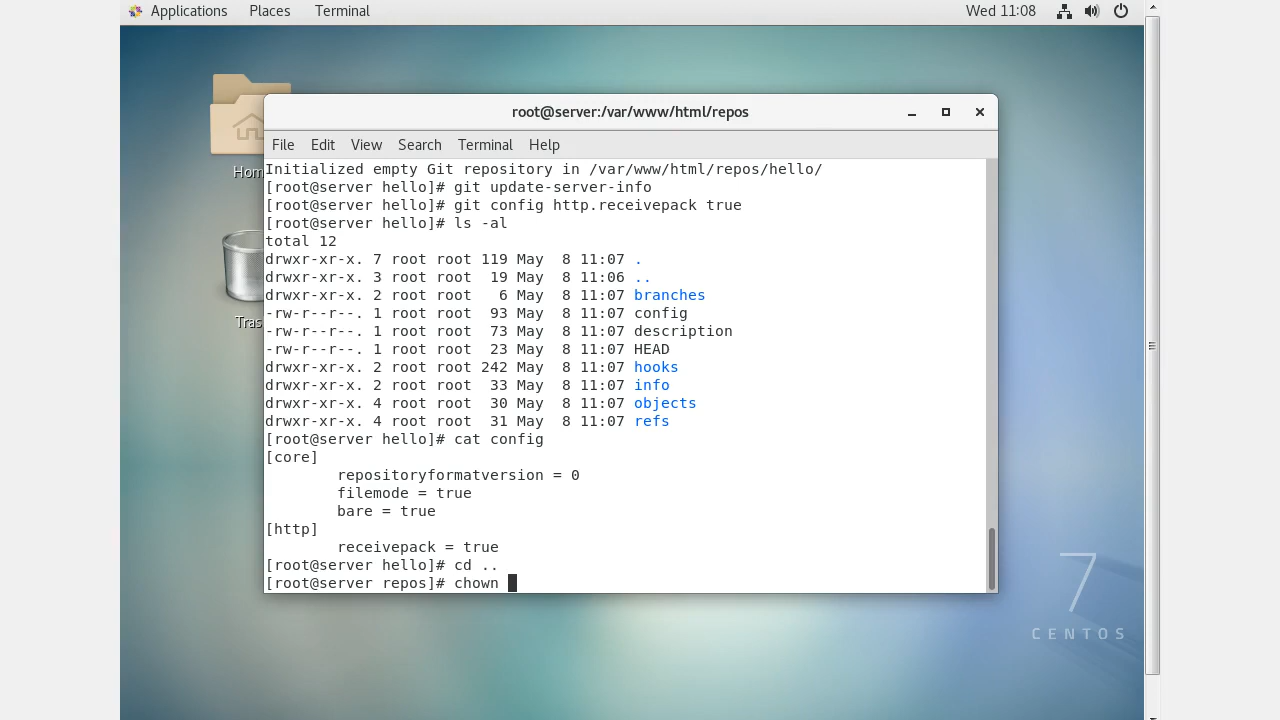 Applications Places Terminal Wed 11:08
root@server:/var/www/html/repos
File Edit View Search Terminal Help
Initialized empty Git repository in /var/www/html/repos/hello/
[root@server hello]# git update-server-info
[root@server hello]# git config http.receivepack true
[root@server hello]# ls -al
total 12
drwxr-xr-x. 7 root root 119 May  8 11:07 .
drwxr-xr-x. 3 root root  19 May  8 11:06 ..
drwxr-xr-x. 2 root root   6 May  8 11:07 branches
-rw-r--r--. 1 root root  93 May  8 11:07 config
-rw-r--r--. 1 root root  73 May  8 11:07 description
-rw-r--r--. 1 root root  23 May  8 11:07 HEAD
drwxr-xr-x. 2 root root 242 May  8 11:07 hooks
drwxr-xr-x. 2 root root  33 May  8 11:07 info
drwxr-xr-x. 4 root root  30 May  8 11:07 objects
drwxr-xr-x. 4 root root  31 May  8 11:07 refs
[root@server hello]# cat config
[core]
        repositoryformatversion = 0
        filemode = true
        bare = true
[http]
        receivepack = true
[root@server hello]# cd ..
[root@server repos]# chown
Hom
Tras
7
CENTOS